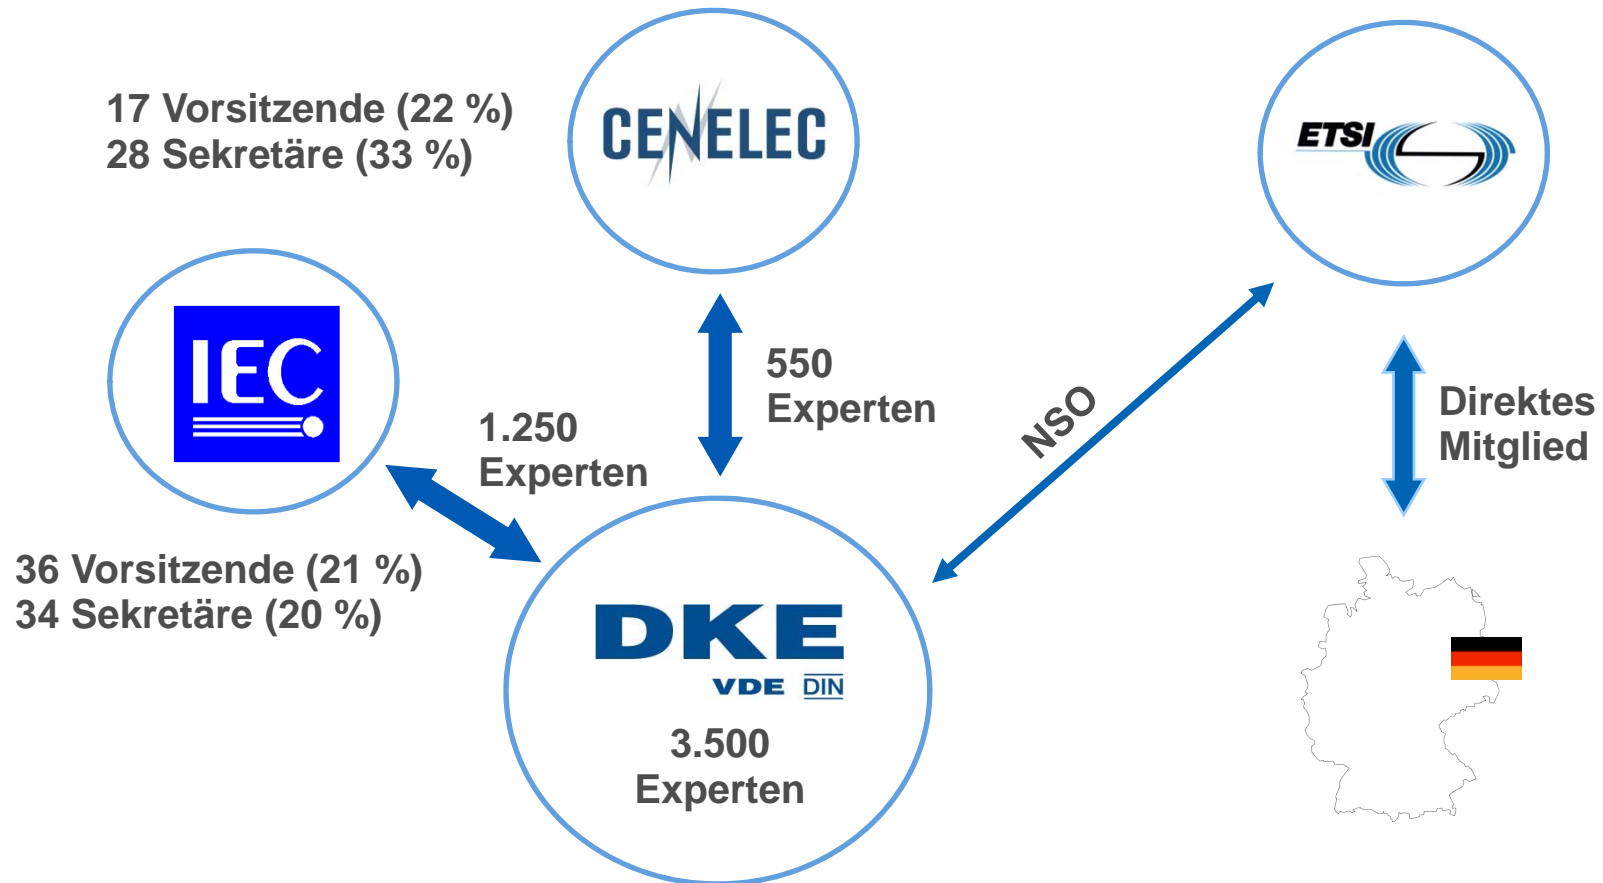 17 Vorsitzende (22 %)
28 Sekretäre (33 %)
CENELEC
ETSI
IEC
550
Experten
1.250
Experten
NSO
Direktes
Mitglied
36 Vorsitzende (21 %)
34 Sekretäre (20 %)
DKE
VDE DIN
3.500
Experten